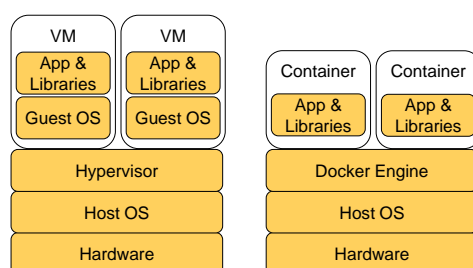 VM
App &
Libraries
Guest OS
VM
App &
Libraries
Guest OS
Hypervisor
Host OS
Hardware
Container
App &
Libraries
Container
App &
Libraries
Docker Engine
Host OS
Hardware